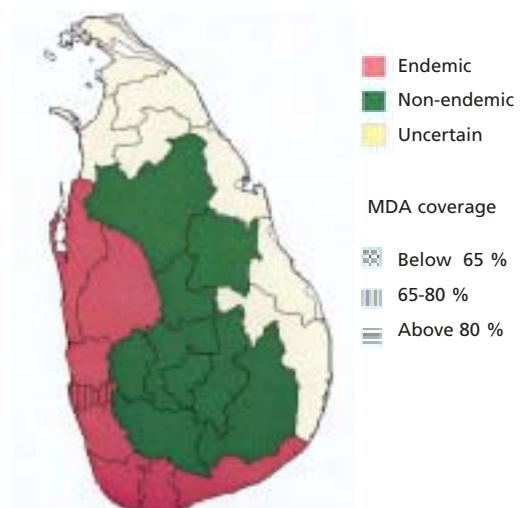 Endemic
Non-endemic
Uncertain
MDA coverage
Below 65 %
65-80 %
Above 80 %